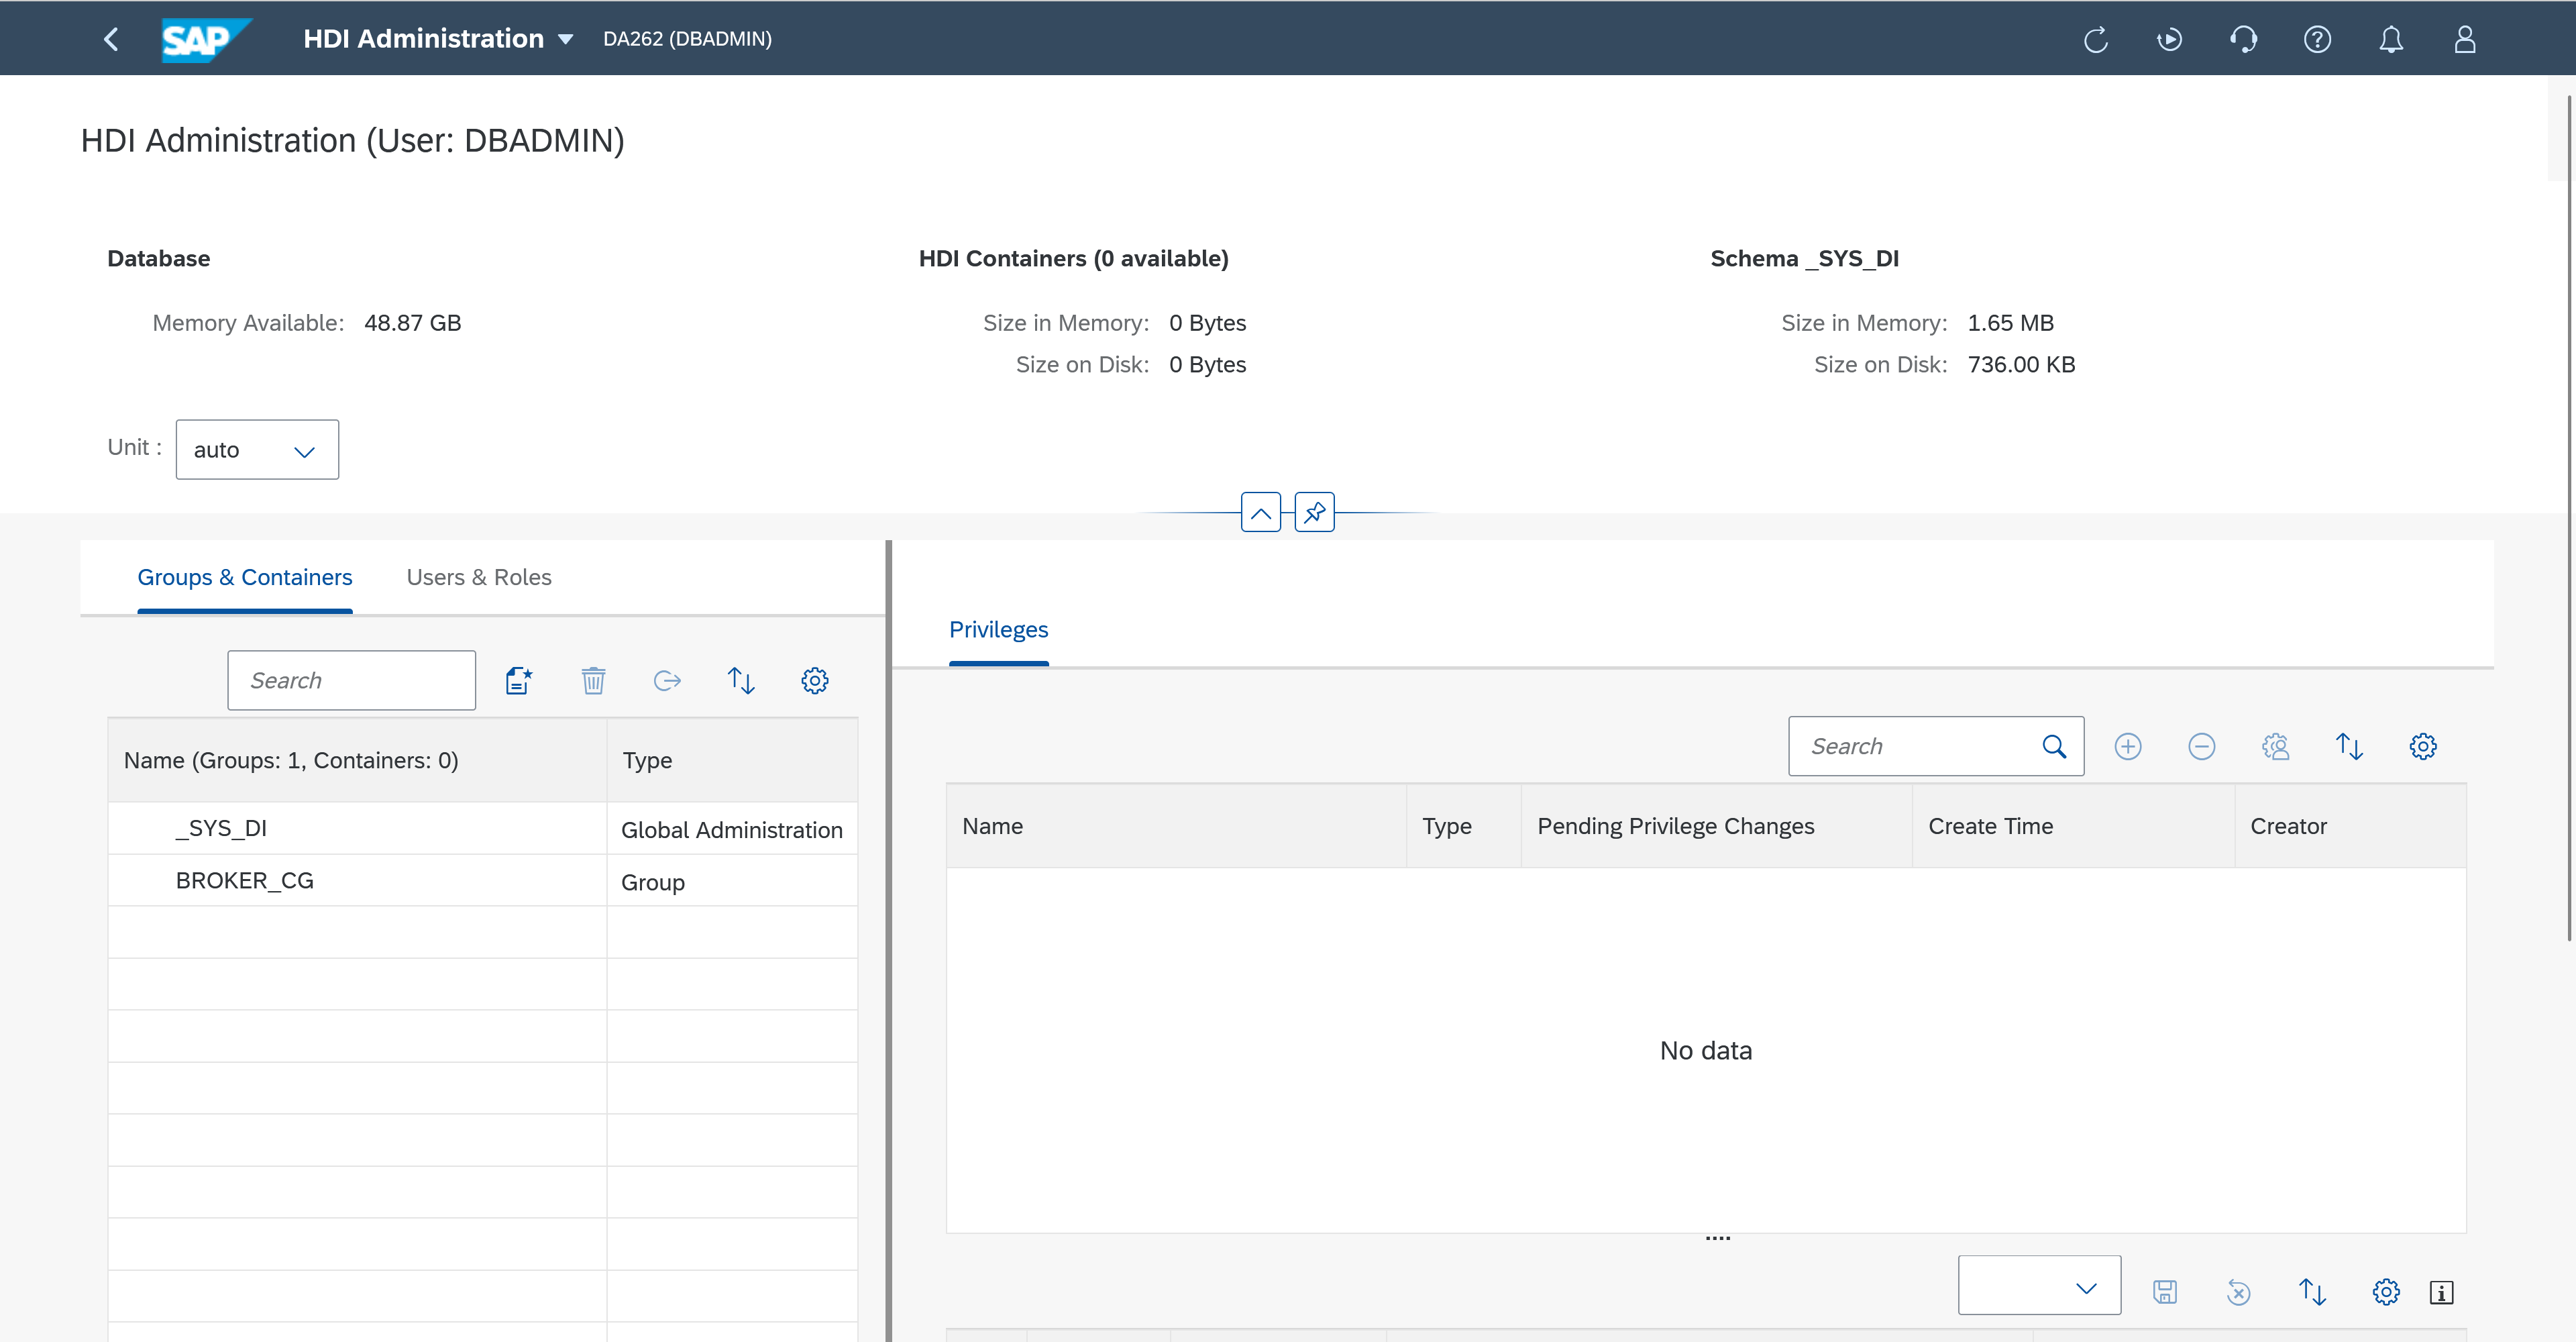 SAP HDI Administration DA262 (DBADMIN)
HDI Administration (User: DBADMIN)
Database
Memory Available: 48.87 GB
HDI Containers (0 available)
Size in Memory: 0 Bytes
Size on Disk: 0 Bytes
Schema _SYS_DI
Size in Memory: 1.65 MB
Size on Disk: 736.00 KB
Unit : auto
Groups & Containers Users & Roles
Search
Name (Groups: 1, Containers: 0) Type
_SYS_DI Global Administration
BROKER_CG Group
Privileges
Search
Name Type Pending Privilege Changes Create Time Creator
No data